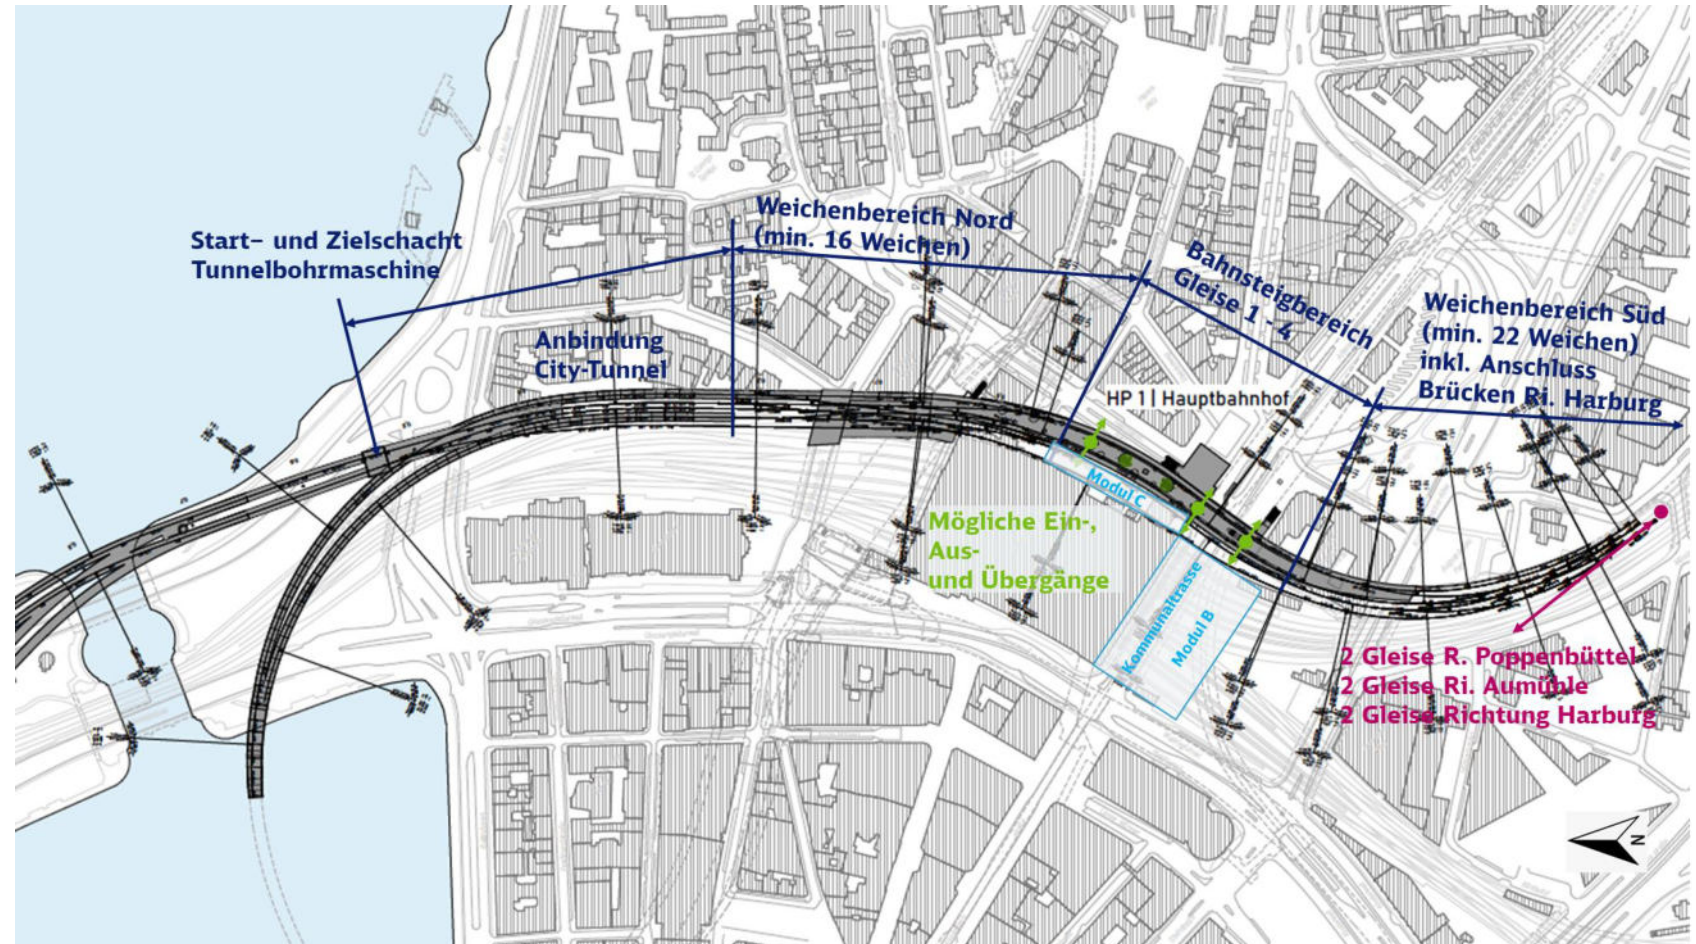 Weichenbereich Nord
(min. 16 Weichen)
Start- und Zielschacht
Tunnelbohrmaschine
Bahnsteigbereich
Gleise 1 - 4
Weichenbereich Süd
(min. 22 Weichen)
inkl. Anschluss
Brücken Ri. Harburg
Anbindung
City-Tunnel
HP 1 | Hauptbahnhof
Modul C
Mögliche Ein-,
Aus-
und Übergänge
Kommunaltrasse
Modul B
2 Gleise R. Poppenbüttel
2 Gleise Ri. Aumühle
2 Gleise Richtung Harburg
N